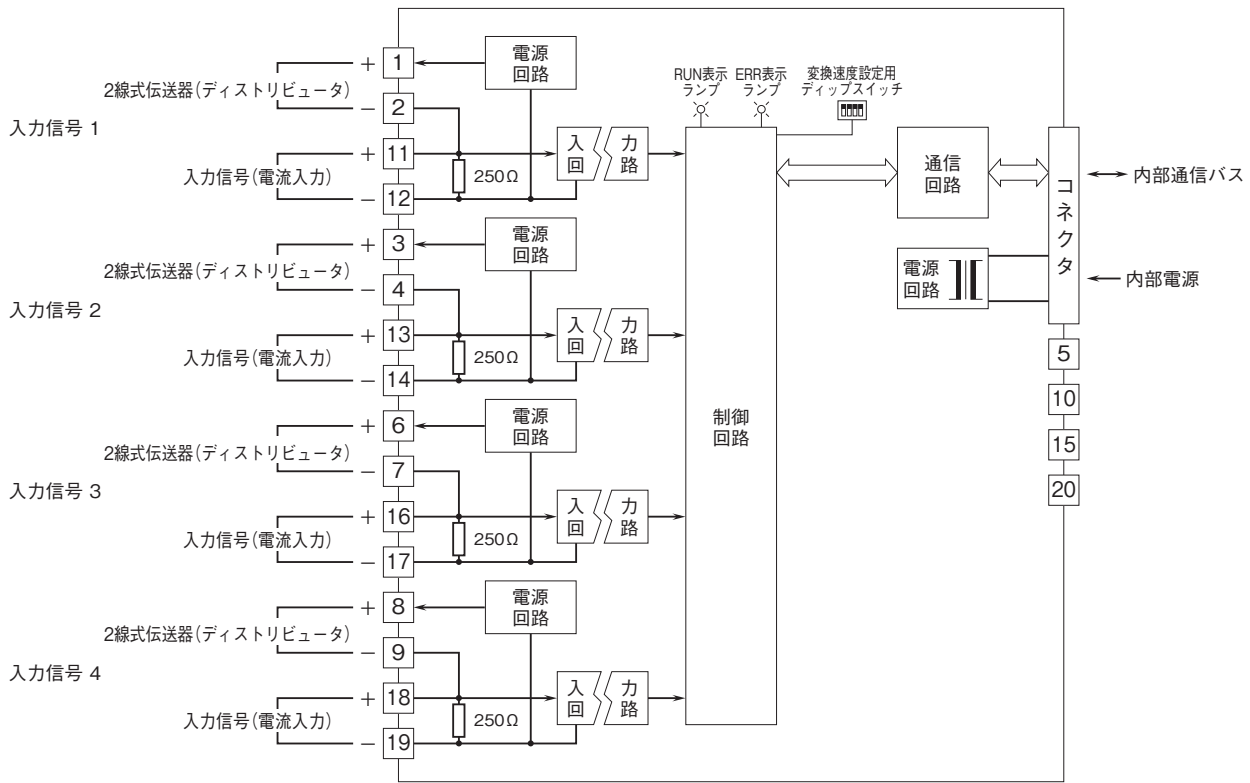 入力信号 1
2線式伝送器(ディストリビュータ)
+
1
−
2
入力信号(電流入力)
+
11
−
12
250Ω
電源
回路
入
回
力
路
入力信号 2
2線式伝送器(ディストリビュータ)
+
3
−
4
入力信号(電流入力)
+
13
−
14
250Ω
電源
回路
入
回
力
路
入力信号 3
2線式伝送器(ディストリビュータ)
+
6
−
7
入力信号(電流入力)
+
16
−
17
250Ω
電源
回路
入
回
力
路
入力信号 4
2線式伝送器(ディストリビュータ)
+
8
−
9
入力信号(電流入力)
+
18
−
19
250Ω
電源
回路
入
回
力
路
RUN表示
ランプ
ERR表示
ランプ
変換速度設定用
ディップスイッチ
制御
回路
通信
回路
電源
回路
コネクタ
内部通信バス
内部電源
5
10
15
20